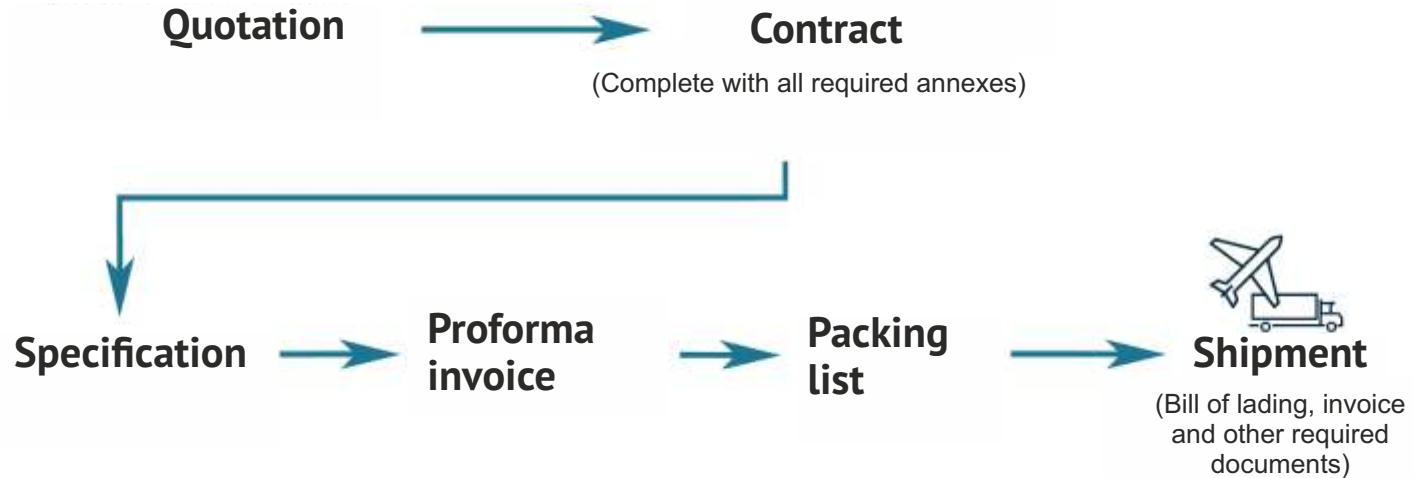 Quotation
Contract
(Complete with all required annexes)
Specification
Proforma
invoice
Packing
list
Shipment
(Bill of lading, invoice
and other required
documents)